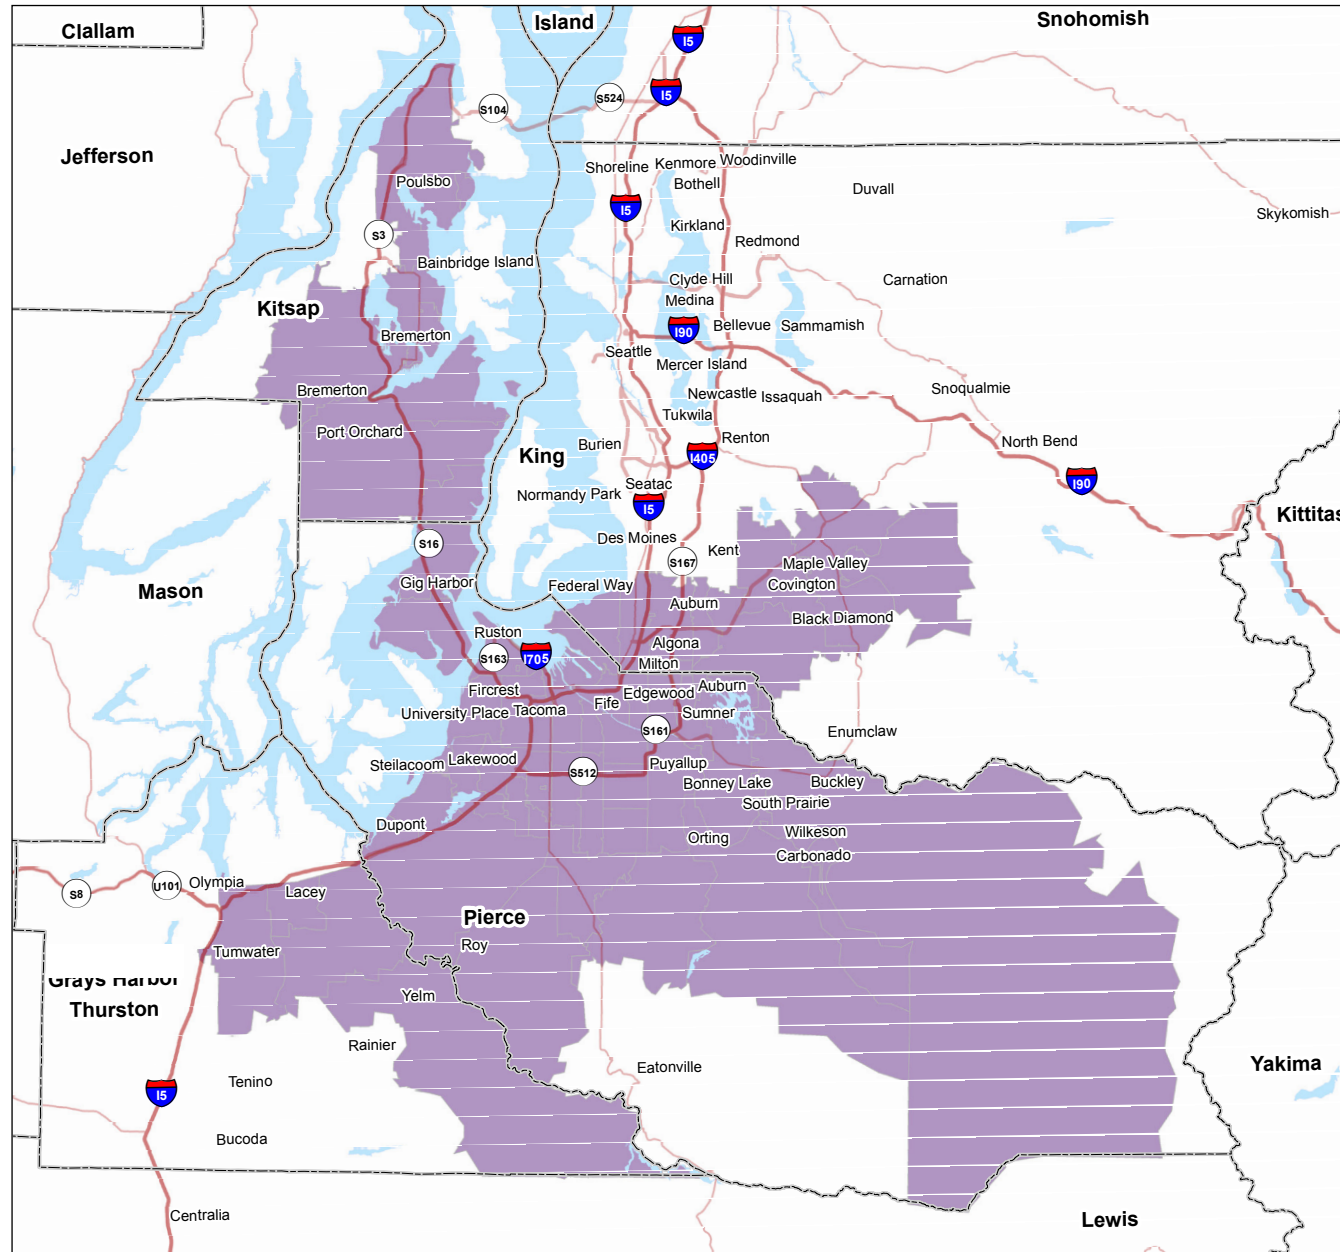 Island
Snohomish
Clallam
I5
I5
S524
S104
Jefferson
Shoreline
Kenmore
Woodinville
Bothell
Poulsbo
Duvall
I5
Skykomish
Kirkland
S3
Redmond
Bainbridge Island
Clyde Hill
Carnation
Medina
Kitsap
I90
Bellevue
Sammamish
Bremerton
Seattle
Mercer Island
Bremerton
Newcastle
Issaquah
Snoqualmie
Tukwila
Port Orchard
Renton
Burien
North Bend
King
I405
Seatac
I90
Normandy Park
I5
Kittitas
Des Moines
S16
Kent
S167
Maple Valley
Gig Harbor
Federal Way
Covington
Mason
Auburn
Black Diamond
Ruston
Algona
S163
I705
Milton
Fircrest
Edgewood
Auburn
University Place
Tacoma
Fife
Sumner
S161
Enumclaw
Steilacoom
Lakewood
Puyallup
S512
Bonney Lake
Buckley
South Prairie
Dupont
Wilkeson
Orting
Carbonado
Olympia
U101
S8
Lacey
Pierce
Roy
Tumwater
Grays Harbor
Yelm
Thurston
Rainier
Eatonville
Yakima
Tenino
I5
Bucoda
Centralia
Lewis